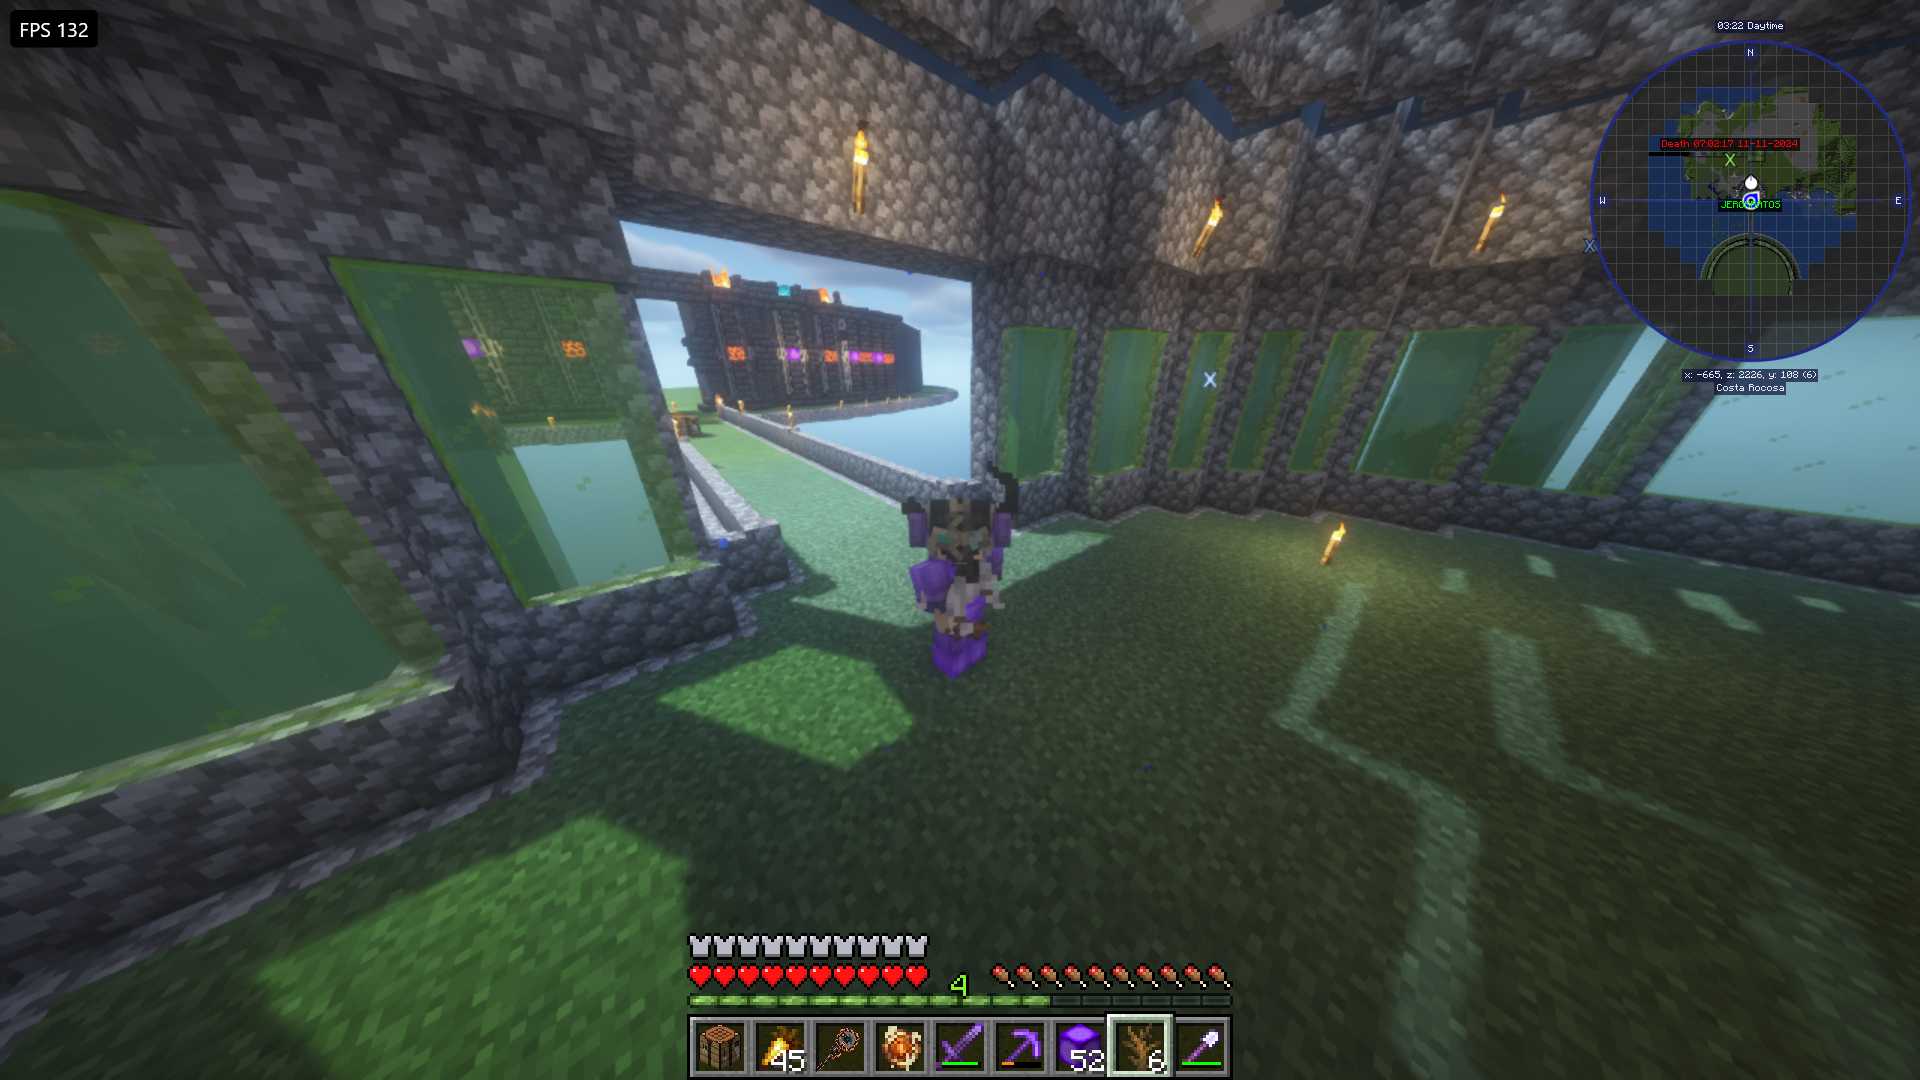 FPS 132
03:22 Daytime
N
Death 07:02:17 11-11-2024
X
W
E
X
S
x: -665, z: 2226, y: 108 (6)
Costa Rocosa
X
4
45
52
6